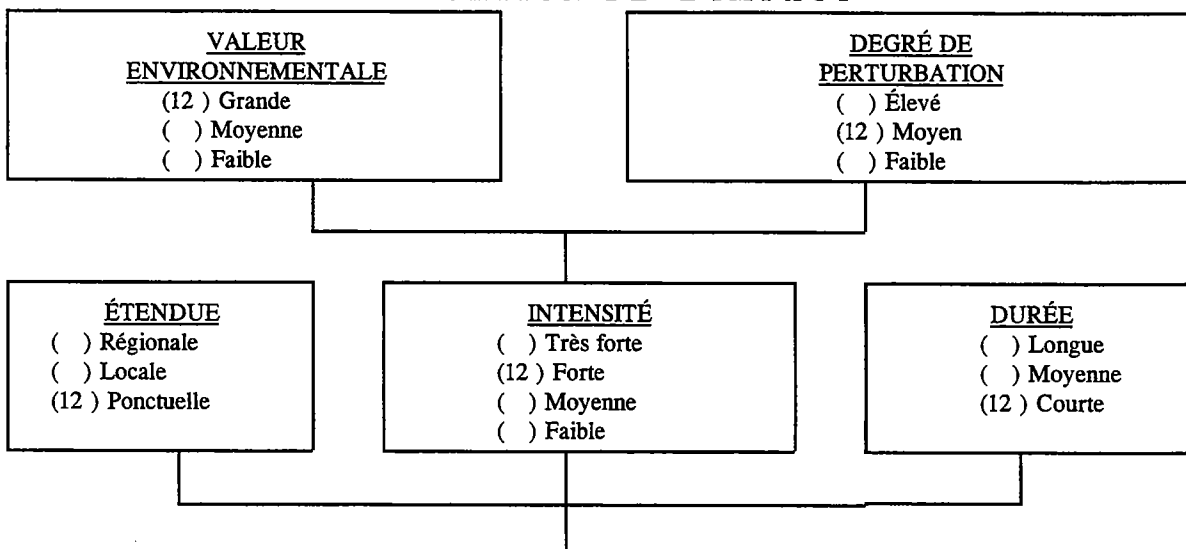 VALEUR
ENVIRONNEMENTALE
(12 ) Grande
(  ) Moyenne
(  ) Faible
DEGRÉ DE
PERTURBATION
(  ) Élevé
(12 ) Moyen
(  ) Faible
ÉTENDUE
(  ) Régionale
(  ) Locale
(12 ) Ponctuelle
INTENSITÉ
(  ) Très forte
(12 ) Forte
(  ) Moyenne
(  ) Faible
DURÉE
(  ) Longue
(  ) Moyenne
(12 ) Courte